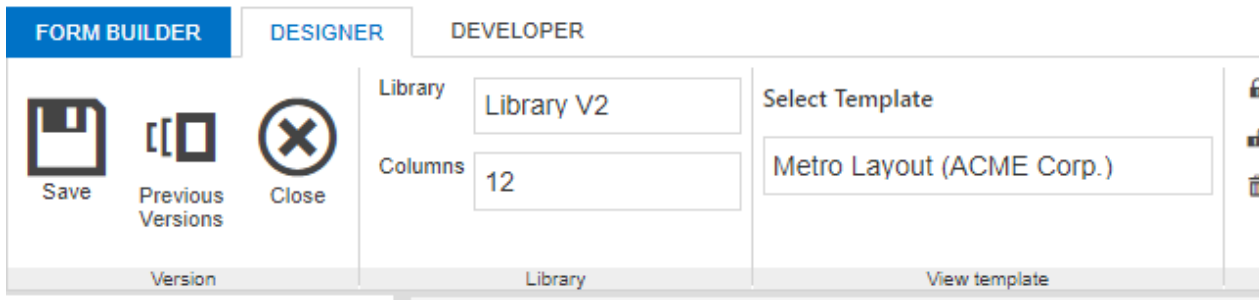 FORM BUILDER
DESIGNER
DEVELOPER
Save
Previous
Versions
Close
Version
Library
Library V2
Columns
12
Library
Select Template
Metro Layout (ACME Corp.)
View template